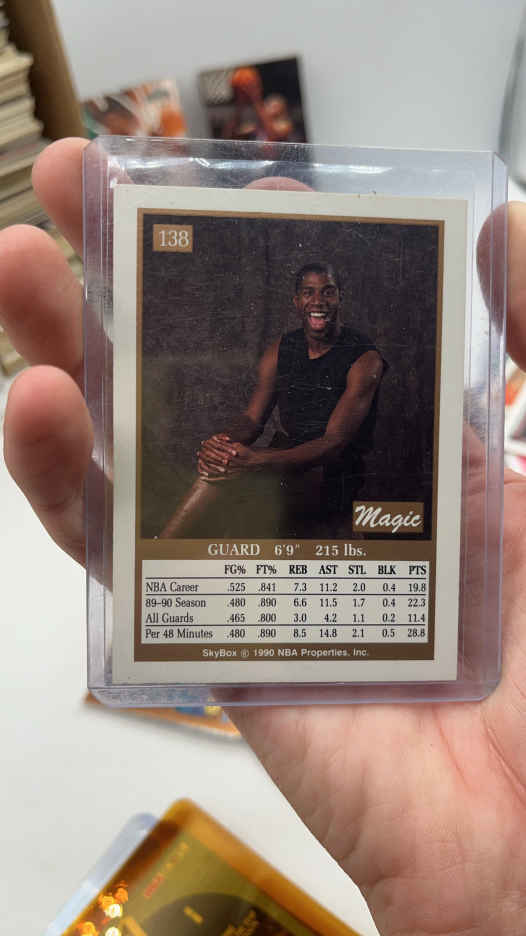 138
Magic
GUARD 6'9" 215 lbs.
FG% FT% REB AST STL BLK PTS
NBA Career .525 .841 7.3 11.2 2.0 0.4 19.8
89–90 Season .480 .890 6.6 11.5 1.7 0.4 22.3
All Guards .465 .800 3.0 4.2 1.1 0.2 11.4
Per 48 Minutes .480 .890 8.5 14.8 2.1 0.5 28.8
SkyBox © 1990 NBA Properties, Inc.